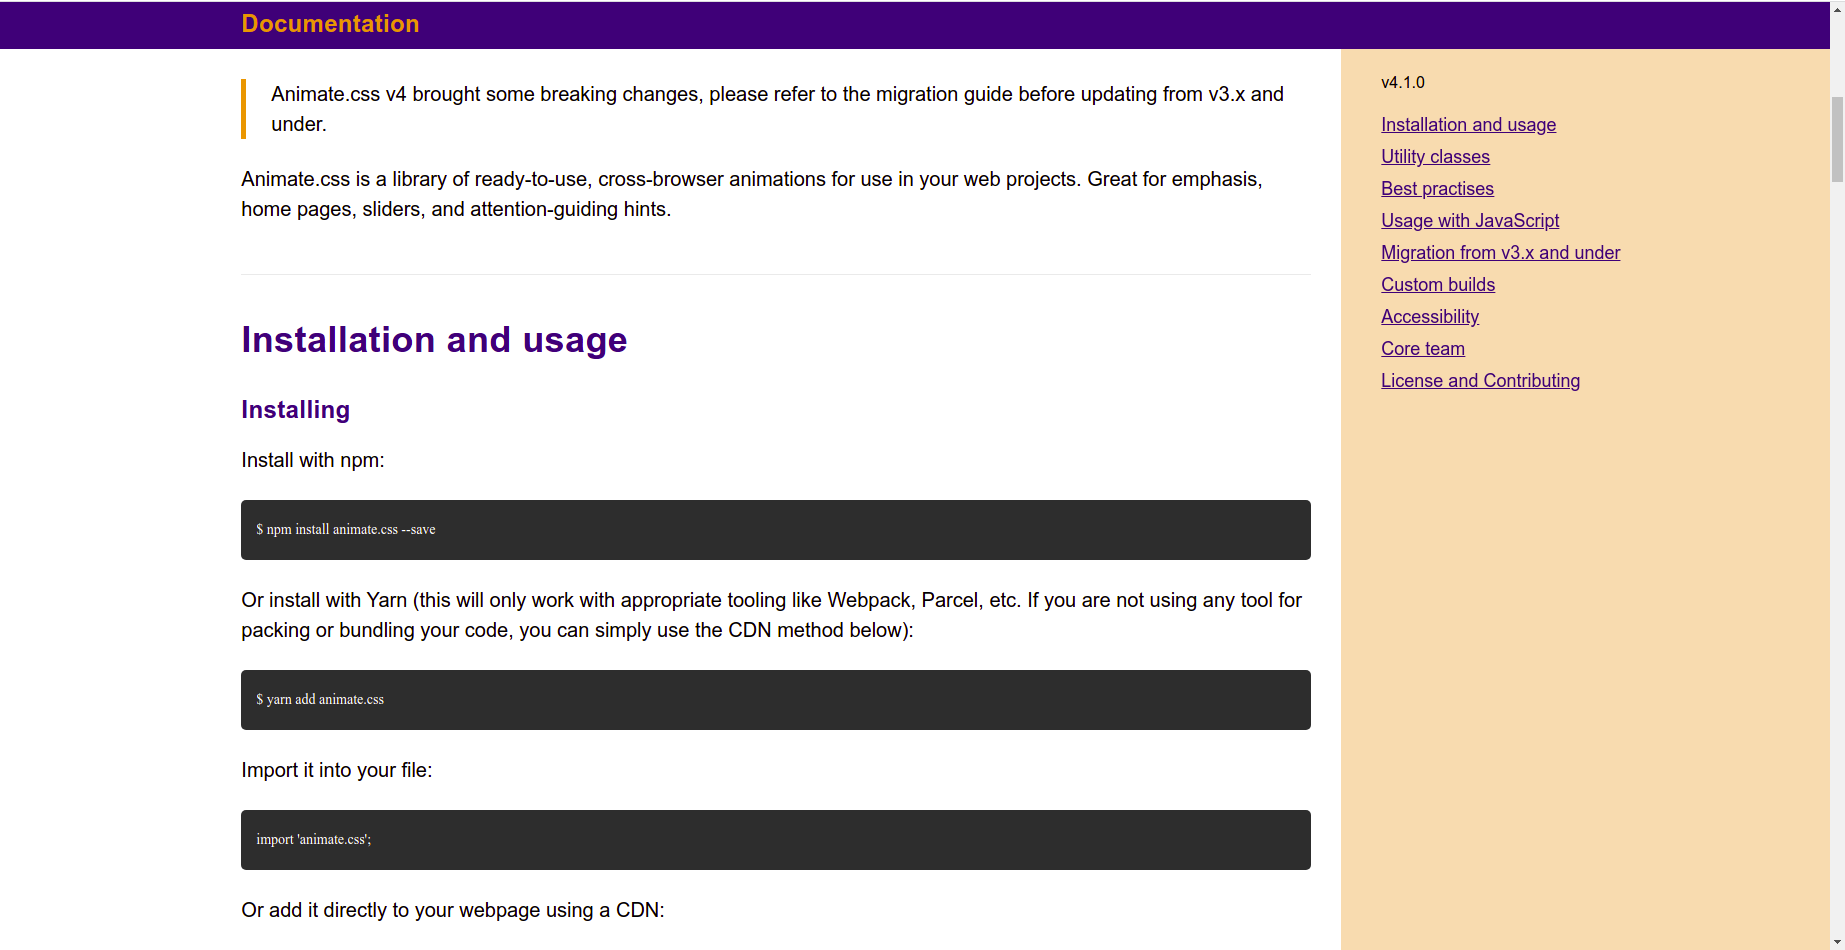 Documentation
Animate.css v4 brought some breaking changes, please refer to the migration guide before updating from v3.x and
under.
Animate.css is a library of ready-to-use, cross-browser animations for use in your web projects. Great for emphasis,
home pages, sliders, and attention-guiding hints.
Installation and usage
Installing
Install with npm:
$ npm install animate.css --save
Or install with Yarn (this will only work with appropriate tooling like Webpack, Parcel, etc. If you are not using any tool for
packing or bundling your code, you can simply use the CDN method below):
$ yarn add animate.css
Import it into your file:
import 'animate.css';
Or add it directly to your webpage using a CDN:
v4.1.0
Installation and usage
Utility classes
Best practises
Usage with JavaScript
Migration from v3.x and under
Custom builds
Accessibility
Core team
License and Contributing